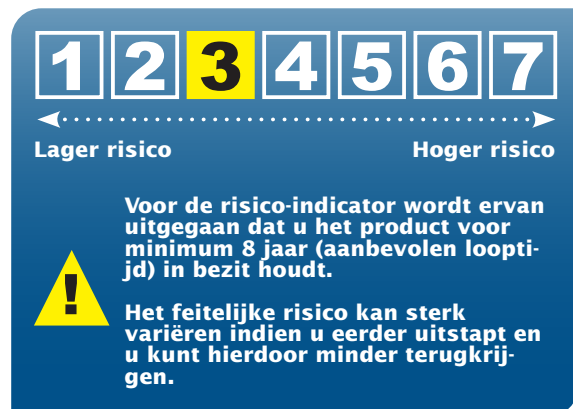 1 2 3 4 5 6 7
Lager risico Hoger risico
Voor de risico-indicator wordt ervan
uitgegaan dat u het product voor
minimum 8 jaar (aanbevolen loopti-
jd) in bezit houdt.
!
Het feitelijke risico kan sterk
variëren indien u eerder uitstapt en
u kunt hierdoor minder terugkrij-
gen.